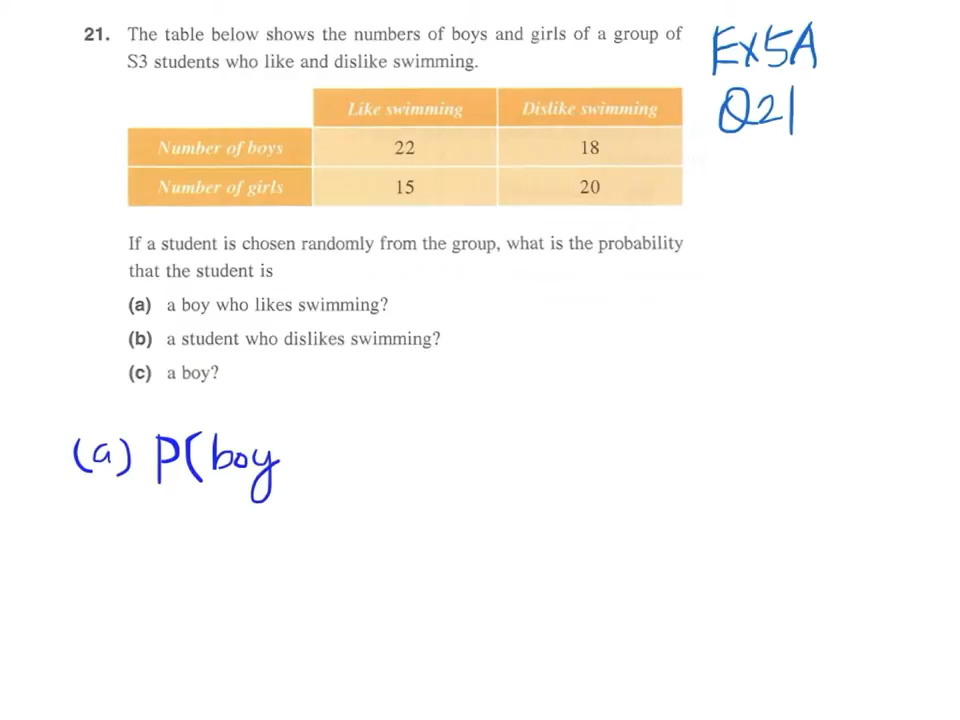 21. The table below shows the numbers of boys and girls of a group of
S3 students who like and dislike swimming.
Like swimming Dislike swimming
Number of boys 22 18
Number of girls 15 20
If a student is chosen randomly from the group, what is the probability
that the student is
(a) a boy who likes swimming?
(b) a student who dislikes swimming?
(c) a boy?
Ex5A
Q21
(a) P(boy